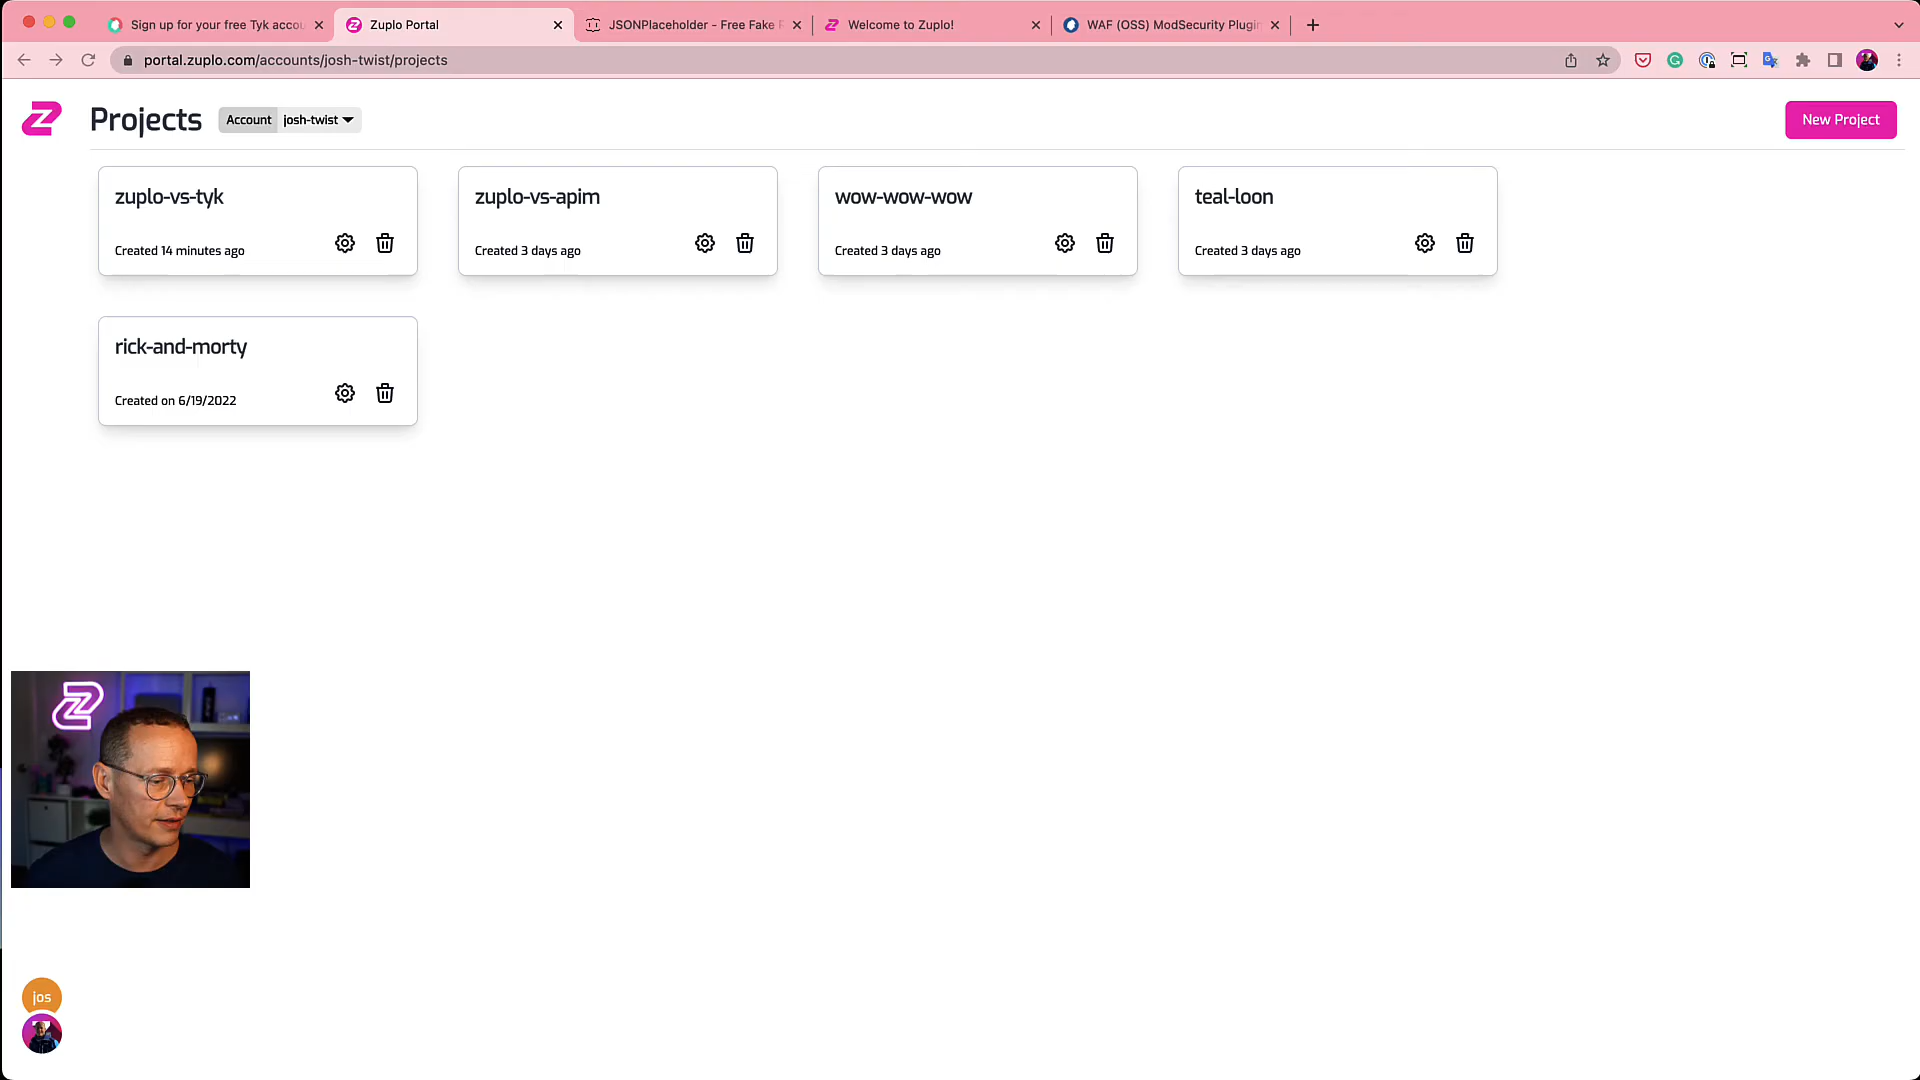 Sign up for your free Tyk accou
Zuplo Portal
JSONPlaceholder - Free Fake R
Welcome to Zuplo!
WAF (OSS) ModSecurity Plugin
portal.zuplo.com/accounts/josh-twist/projects
Projects
Account josh-twist
New Project
zuplo-vs-tyk
Created 14 minutes ago
zuplo-vs-apim
Created 3 days ago
wow-wow-wow
Created 3 days ago
teal-loon
Created 3 days ago
rick-and-morty
Created on 6/19/2022
jos